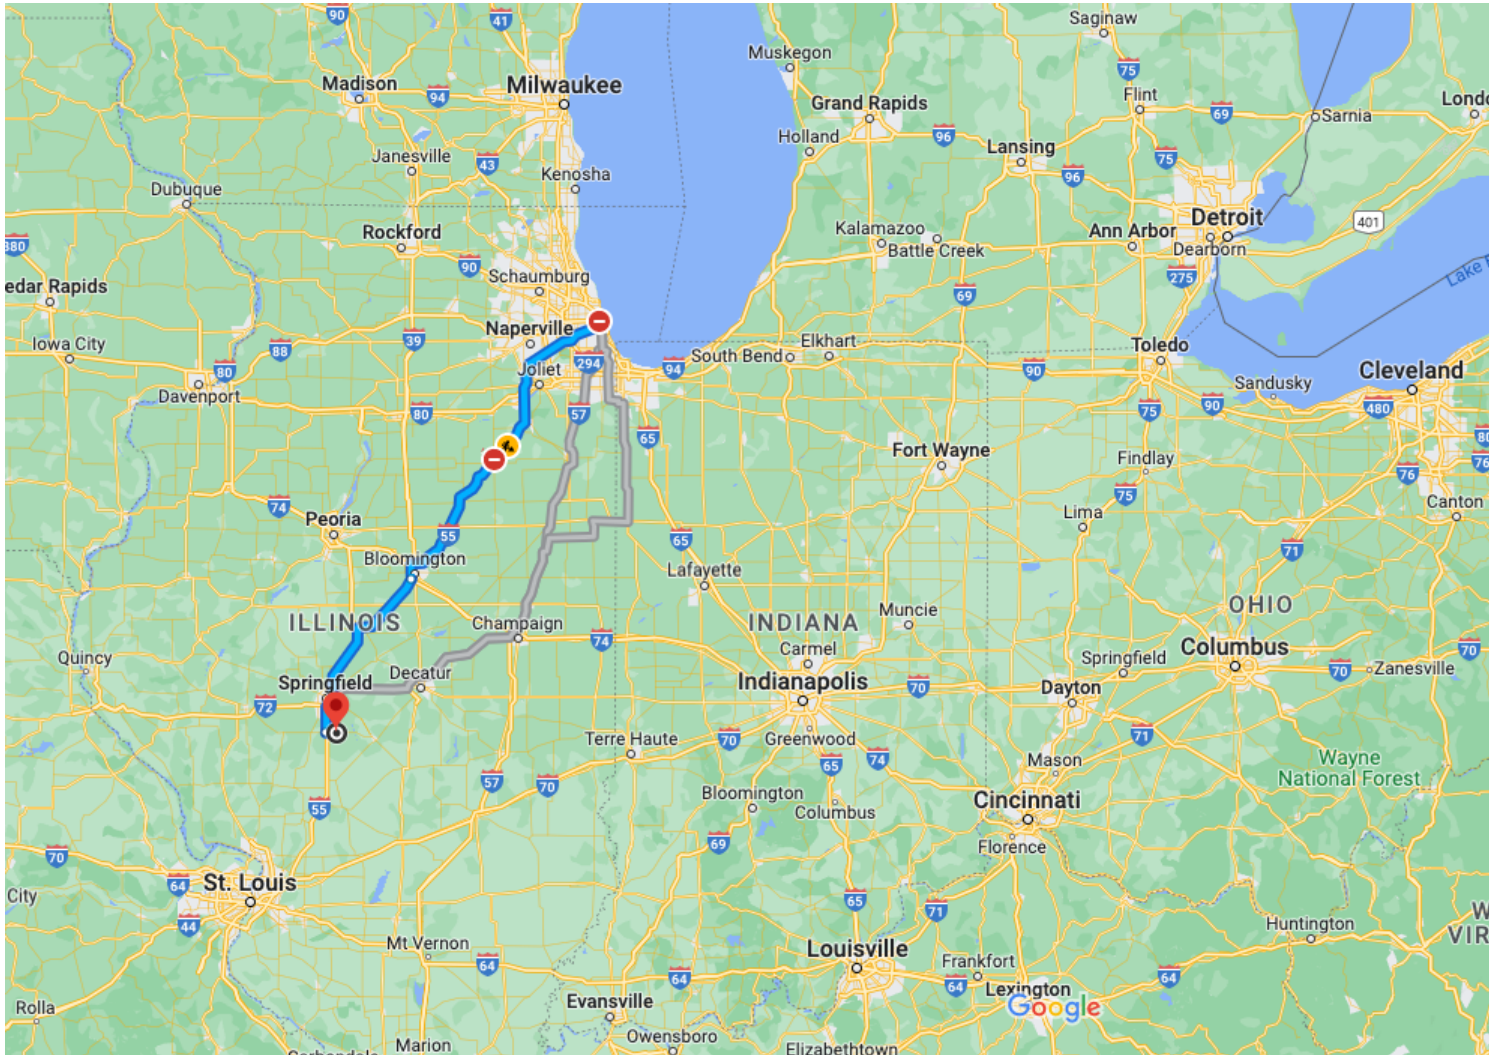 90
41
Saginaw
Muskegon
75
Madison
94
Milwaukee
Grand Rapids
Flint
69
Sarnia
Londo
Holland
96
Lansing
75
96
Janesville
43
Kenosha
Dubuque
Rockford
Kalamazoo
Battle Creek
Ann Arbor
Detroit
Dearborn
401
380
90
Schaumburg
275
Lake E
edar Rapids
69
Naperville
39
Iowa City
88
294
South Bend
Elkhart
Toledo
80
Joliet
94
90
Sandusky
Cleveland
Davenport
80
57
75
90
480
65
80
Fort Wayne
Findlay
76
76
74
Peoria
75
Canton
Lima
55
65
71
Bloomington
Lafayette
ILLINOIS
Champaign
74
INDIANA
Muncie
OHIO
Quincy
Carmel
Springfield
Columbus
70
Decatur
70
Zanesville
Springfield
Indianapolis
70
Dayton
72
Terre Haute
70
Greenwood
71
65
74
Mason
Wayne
National Forest
57
70
Bloomington
Columbus
Cincinnati
55
69
Florence
70
64
St. Louis
65
71
City
44
W
VIR
Huntington
Mt Vernon
64
Louisville
Frankfort
64
64
64
Lexington
Google
Rolla
Evansville
Marion
Owensboro
Elizabethtown
Carbondale